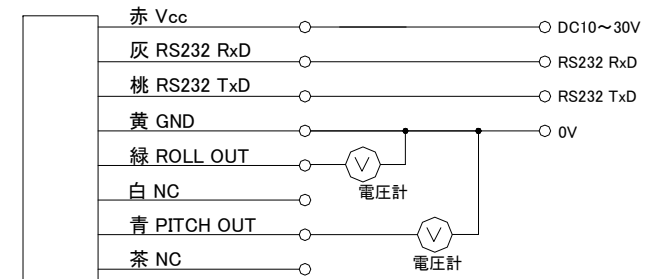 赤 Vcc
DC10～30V
灰 RS232 RxD
RS232 RxD
桃 RS232 TxD
RS232 TxD
黄 GND
0V
緑 ROLL OUT
V
電圧計
白 NC
青 PITCH OUT
V
電圧計
茶 NC